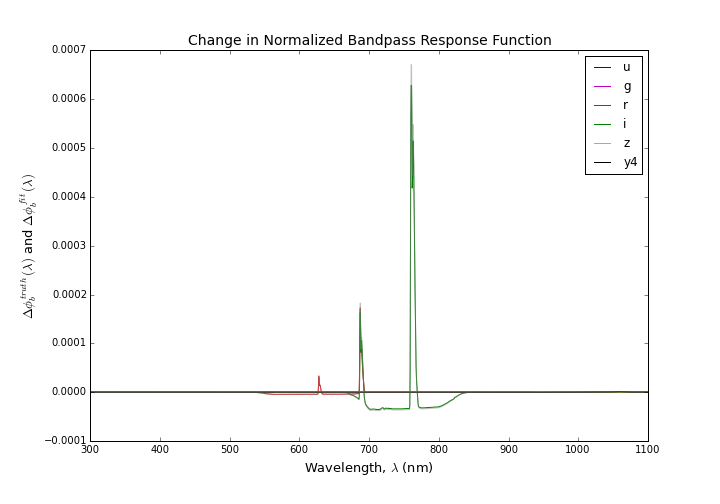 Change in Normalized Bandpass Response Function
0.0007
0.0006
0.0005
0.0004
0.0003
0.0002
0.0001
0.0000
−0.0001
Δϕ_b^truth(λ) and Δϕ_b^fit(λ)
u
g
r
i
z
y4
300 400 500 600 700 800 900 1000 1100
Wavelength, λ (nm)